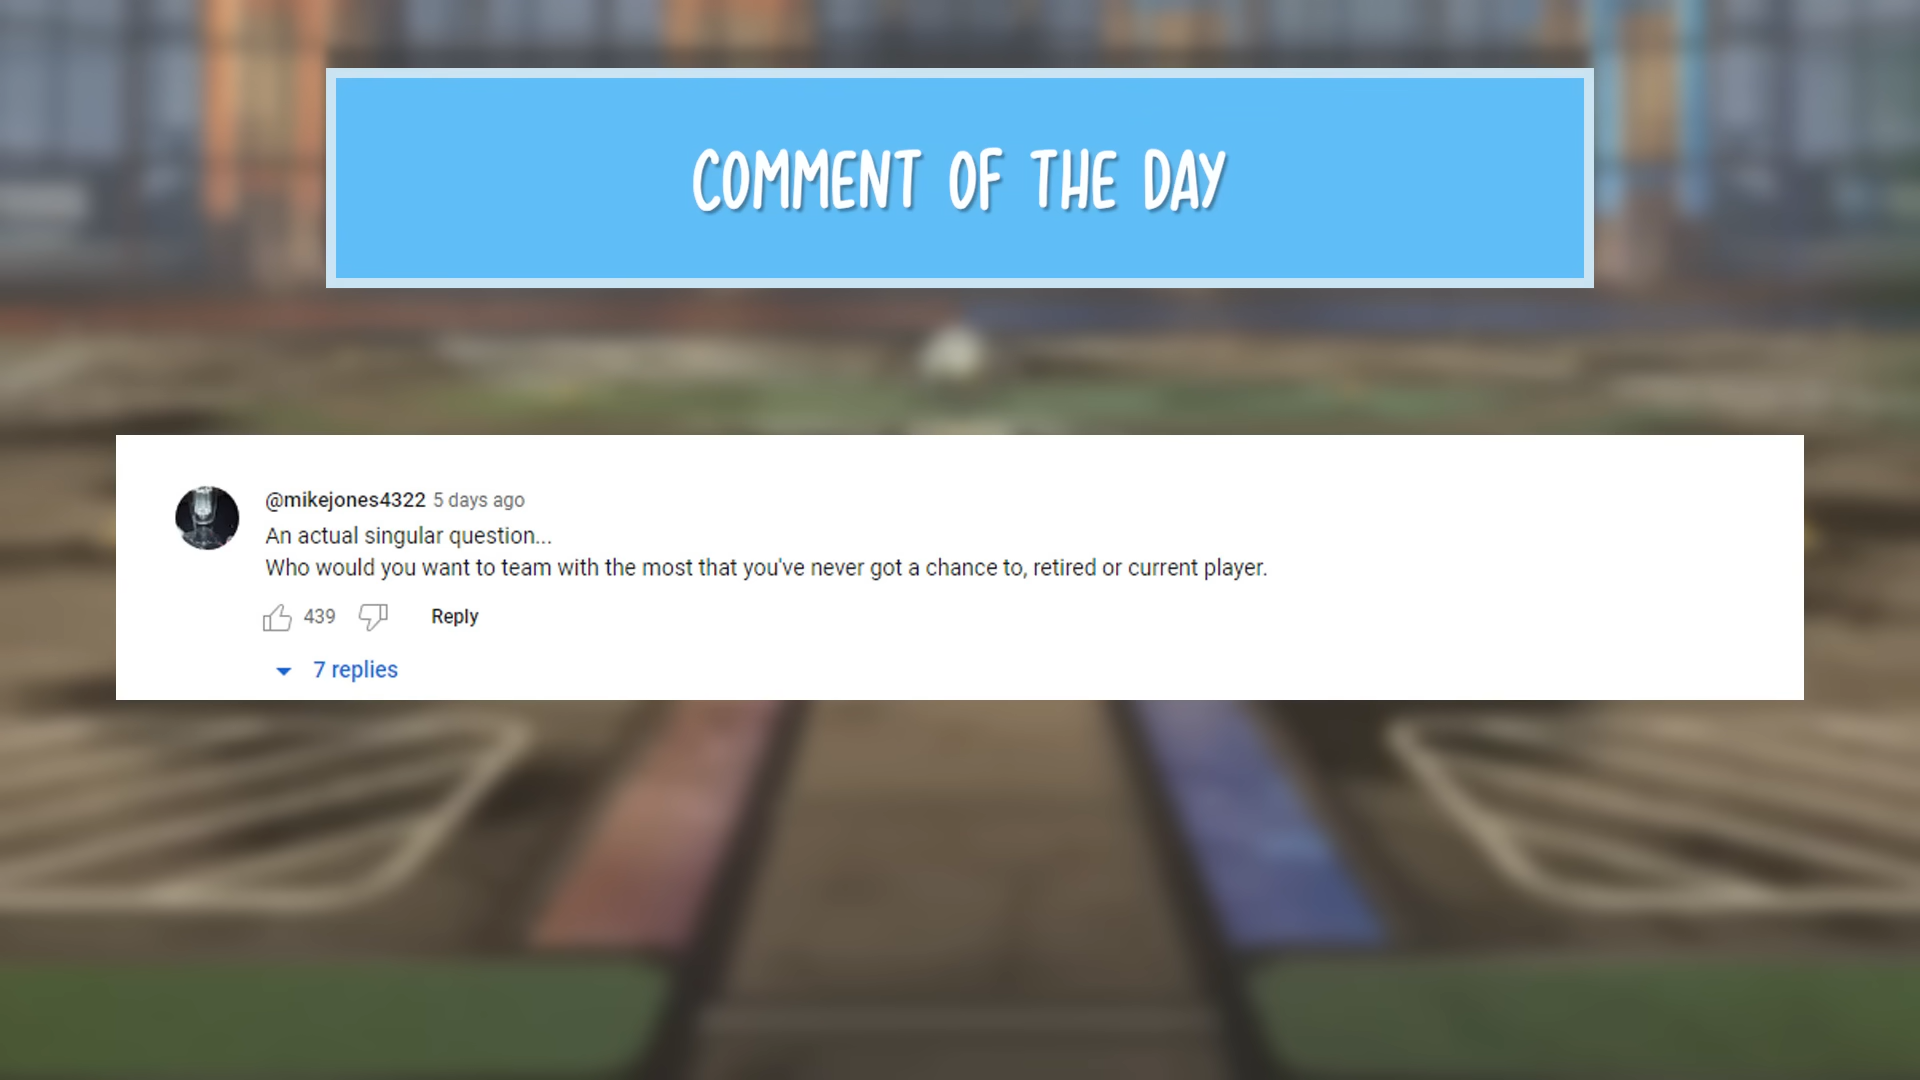 COMMENT OF THE DAY
@mikejones4322 5 days ago
An actual singular question...
Who would you want to team with the most that you've never got a chance to, retired or current player.
439 Reply
7 replies